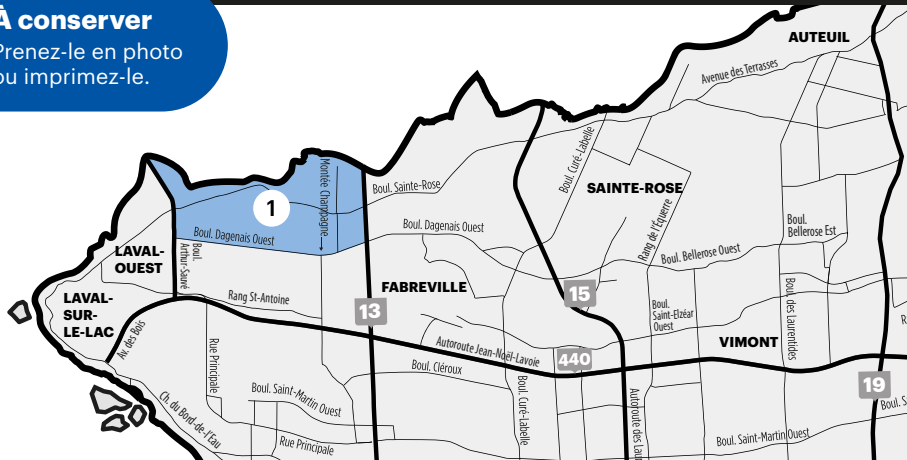 À conserver
Prenez-le en photo
ou imprimez-le.
AUTEUIL
Avenue des Terrasses
Boul. Curé-Labelle
Montée Champagne
Boul. Sainte-Rose
SAINTE-ROSE
1
Rang de l'Équerre
Boul. Dagenais Ouest
Boul. Dagenais Ouest
Boul.
Bellerose Est
Boul. Bellerose Ouest
LAVAL-
OUEST
Boul.
Arthur-Sauvé
FABREVILLE
LAVAL-
SUR-
LE-LAC
Rang St-Antoine
15
13
Boul.
Saint-Elzéar
Ouest
Boul. des Laurentides
Av. des Bois
Rue Principale
Autoroute Jean-Noël-Lavoie
440
VIMONT
Boul. Cléroux
19
Boul. Curé-Labelle
Boul. Saint-Martin Ouest
Ch. du Bord-de-l'Eau
Rue Principale
Boul. Saint-Martin Ouest